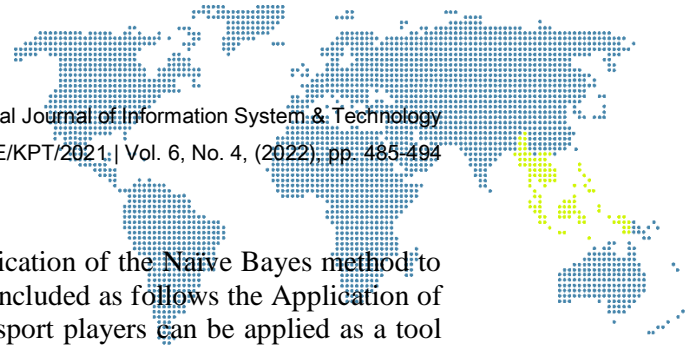 al Journal of Information System & Technology
E/KPT/2021 | Vol. 6, No. 4, (2022), pp. 485-494
ication of the Naïve Bayes method to
ncluded as follows the Application of
sport players can be applied as a tool